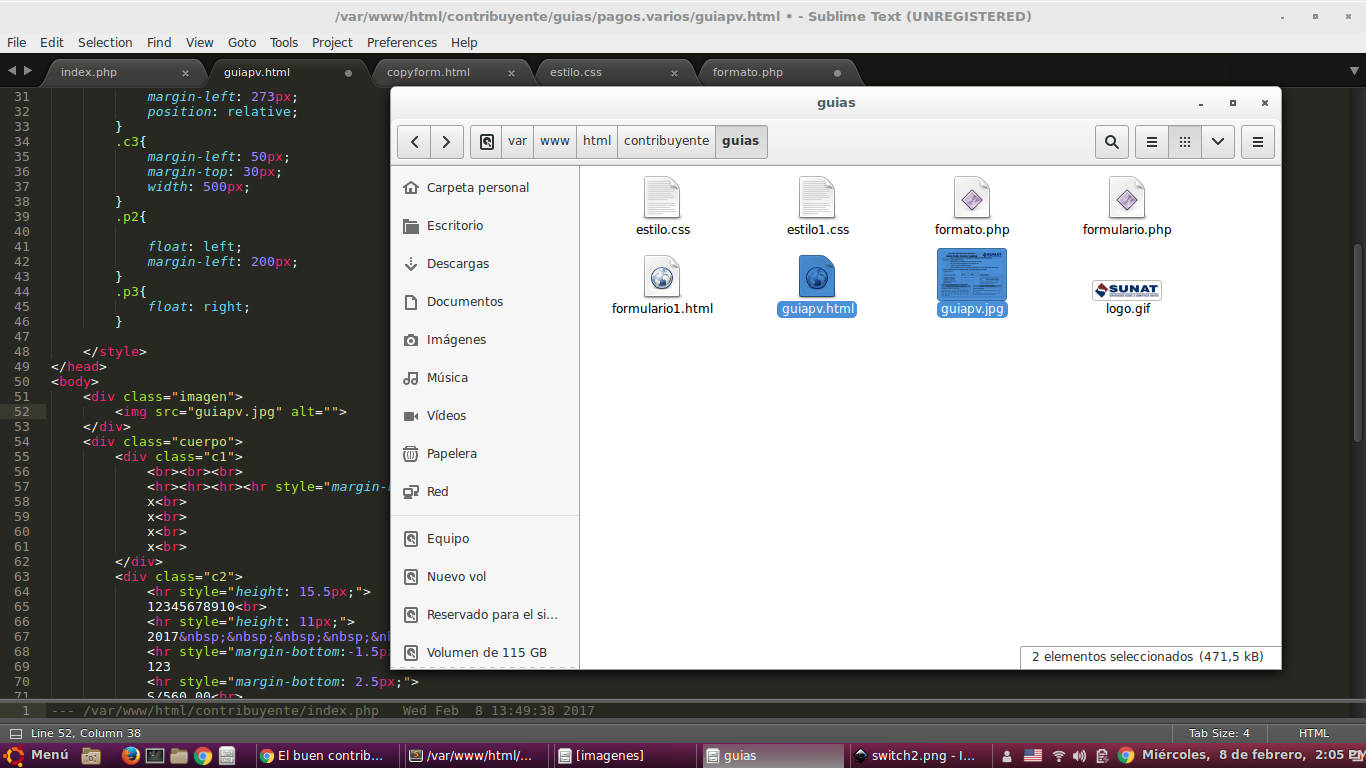 /var/www/html/contribuyente/guias/pagos.varios/guiapv.html • - Sublime Text (UNREGISTERED)
File Edit Selection Find View Goto Tools Project Preferences Help
index.php guiapv.html copyform.html estilo.css formato.php
31 margin-left: 273px;
32 position: relative;
33 }
34 .c3{
35 margin-left: 50px;
36 margin-top: 30px;
37 width: 500px;
38 }
39 .p2{
40
41 float: left;
42 margin-left: 200px;
43 }
44 .p3{
45 float: right;
46 }
47
48 </style>
49 </head>
50 <body>
51 <div class="imagen">
52 <img src="guiapv.jpg" alt="">
53 </div>
54 <div class="cuerpo">
55 <div class="c1">
56 <br><br><br>
57 <hr><hr><hr><hr style="margin-
58 x<br>
59 x<br>
60 x<br>
61 x<br>
62 </div>
63 <div class="c2">
64 <hr style="height: 15.5px;">
65 12345678910<br>
66 <hr style="height: 11px;">
67 2017&nbsp;&nbsp;&nbsp;&nbsp;&n
68 <hr style="margin-bottom:-1.5p
69 123
70 <hr style="margin-bottom: 2.5px;">
71 S/560.00<br>
guias
var www html contribuyente guias
Carpeta personal
Escritorio
Descargas
Documentos
Imágenes
Música
Vídeos
Papelera
Red
Equipo
Nuevo vol
Reservado para el si...
Volumen de 115 GB
estilo.css estilo1.css formato.php formulario.php
SUNAT
formulario1.html guiapv.html guiapv.jpg logo.gif
2 elementos seleccionados (471,5 kB)
1 --- /var/www/html/contribuyente/index.php Wed Feb 8 13:49:38 2017
Line 52, Column 38 Tab Size: 4 HTML
Menú El buen contrib... /var/www/html/... [imagenes] guias switch2.png - I... Miércoles, 8 de febrero, 2:05 P